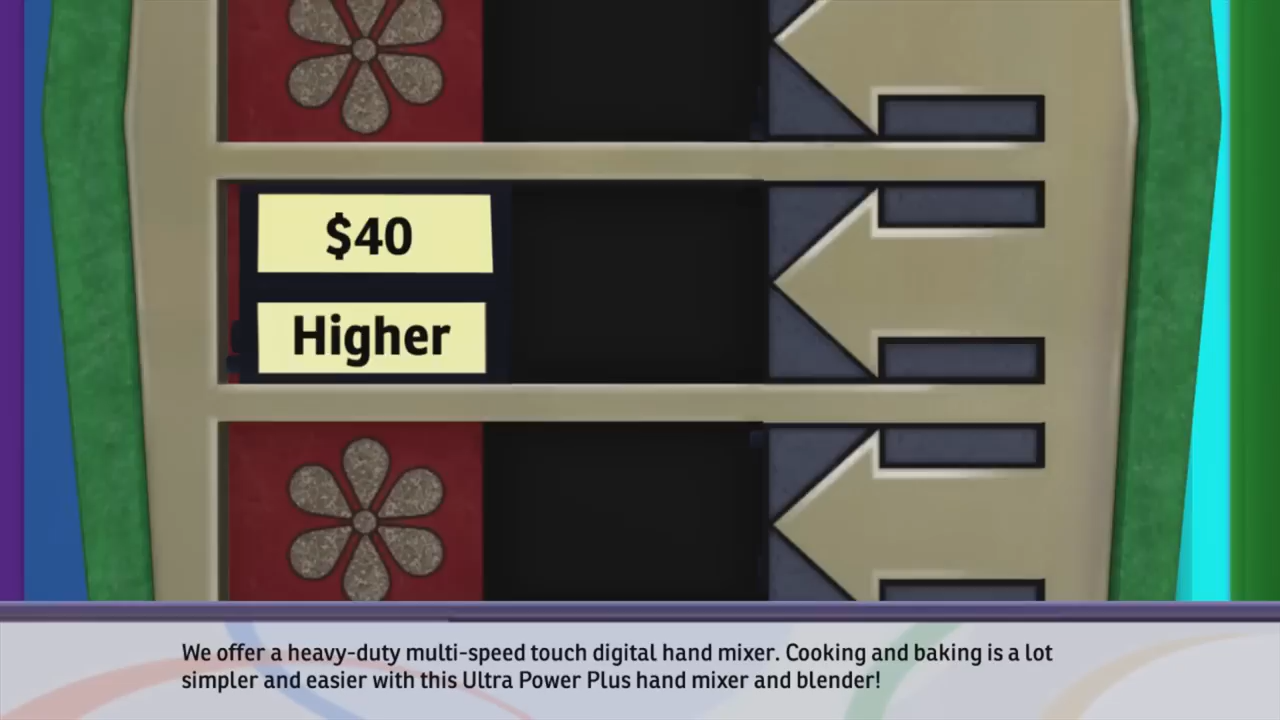 $40
Higher
We offer a heavy-duty multi-speed touch digital hand mixer. Cooking and baking is a lot
simpler and easier with this Ultra Power Plus hand mixer and blender!